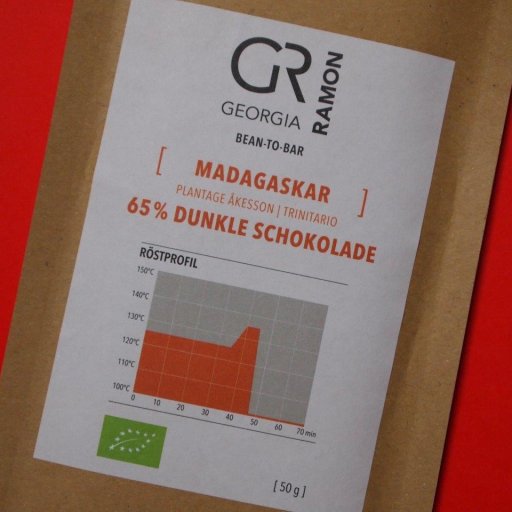 GR
GEORGIA
RAMON
BEAN-TO-BAR
[ MADAGASKAR ]
PLANTAGE ÅKESSON | TRINITARIO
65% DUNKLE SCHOKOLADE
RÖSTPROFIL
150°C
140°C
130°C
120°C
110°C
100°C
0 10 20 30 40 50 60 70 min
[ 50 g ]